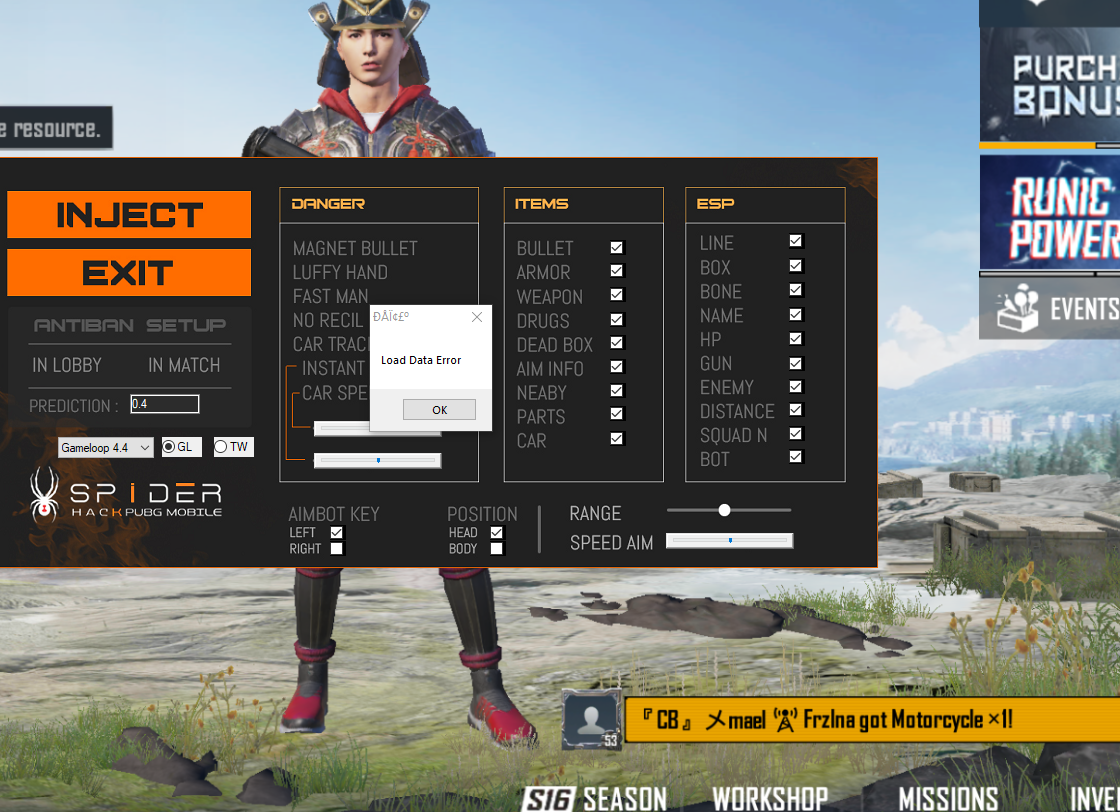 PURCH
BONUS
e resource.
RUNIC
POWER
EVENTS
INJECT
EXIT
ANTIBAN SETUP
IN LOBBY IN MATCH
PREDICTION : 0.4
Gameloop 4.4 GL TW
SPIDER
HACK PUBG MOBILE
DANGER
MAGNET BULLET
LUFFY HAND
FAST MAN
NO RECIL
CAR TRAC
INSTANT
CAR SPE
ÐÅÏ¢£º
Load Data Error
OK
ITEMS
BULLET
ARMOR
WEAPON
DRUGS
DEAD BOX
AIM INFO
NEABY
PARTS
CAR
ESP
LINE
BOX
BONE
NAME
HP
GUN
ENEMY
DISTANCE
SQUAD N
BOT
AIMBOT KEY
LEFT
RIGHT
POSITION
HEAD
BODY
RANGE
SPEED AIM
53
『 CB 』 メmael Frzlna got Motorcycle ×1!
S16 SEASON WORKSHOP MISSIONS INVE